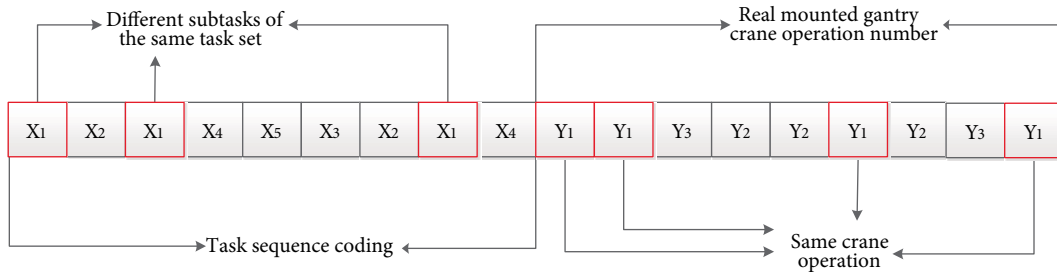 Different subtasks of
the same task set
Real mounted gantry
crane operation number
X1 X2 X1 X4 X5 X3 X2 X1 X4 Y1 Y1 Y3 Y2 Y2 Y1 Y2 Y3 Y1
Task sequence coding
Same crane
operation